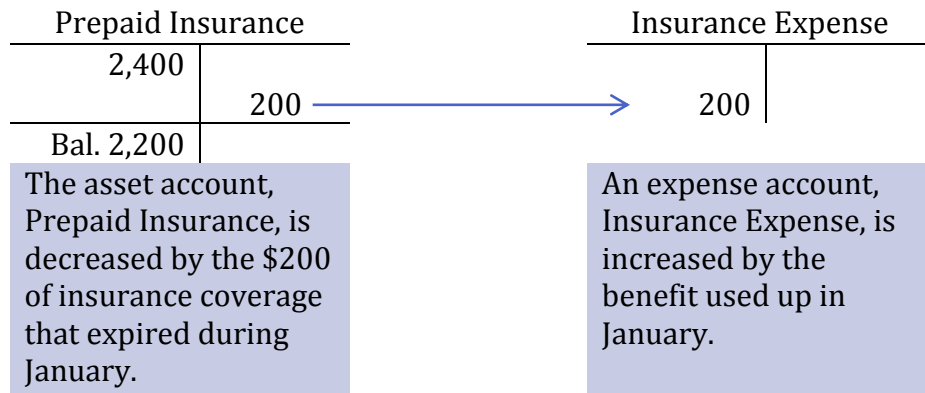 Prepaid Insurance
2,400
200
Bal. 2,200
The asset account,
Prepaid Insurance, is
decreased by the $200
of insurance coverage
that expired during
January.
Insurance Expense
200
An expense account,
Insurance Expense, is
increased by the
benefit used up in
January.